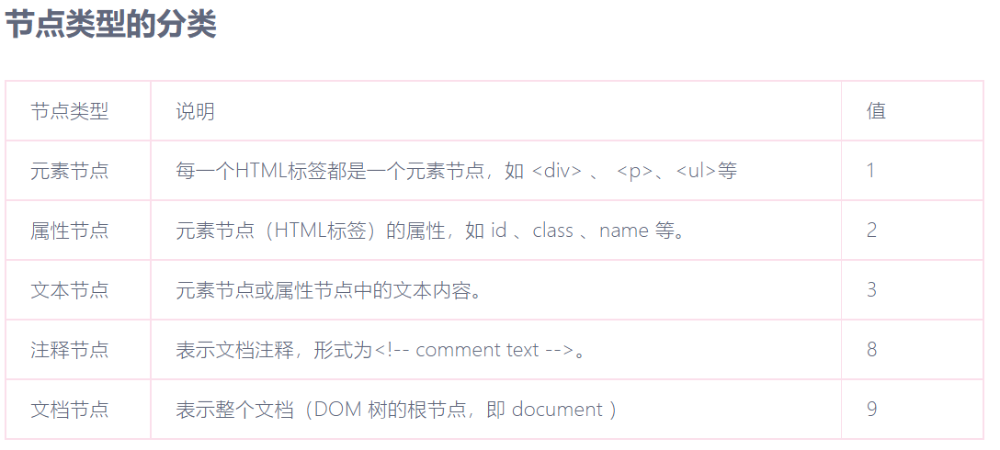 节点类型的分类
节点类型 说明 值
元素节点 每一个HTML标签都是一个元素节点，如 <div> 、 <p>、<ul>等 1
属性节点 元素节点（HTML标签）的属性，如 id 、class 、name 等。 2
文本节点 元素节点或属性节点中的文本内容。 3
注释节点 表示文档注释，形式为<!-- comment text -->。 8
文档节点 表示整个文档（DOM 树的根节点，即 document ） 9